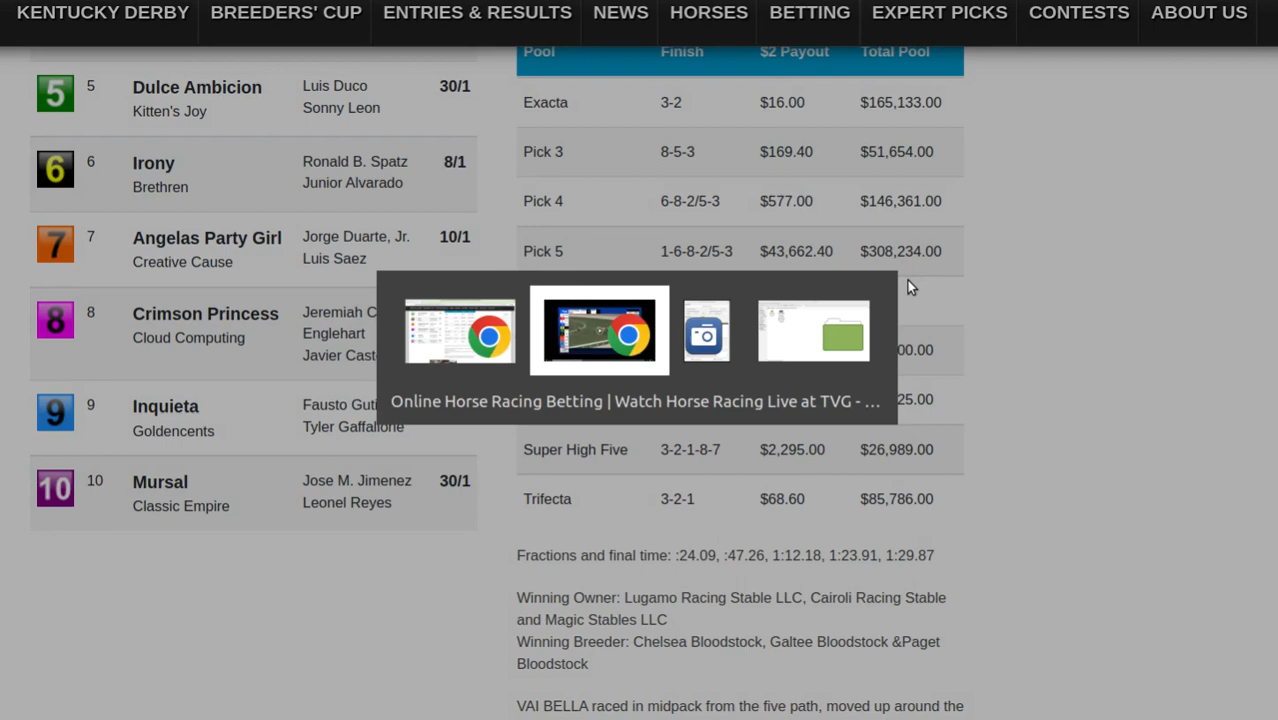 KENTUCKY DERBY BREEDERS' CUP ENTRIES & RESULTS NEWS HORSES BETTING EXPERT PICKS CONTESTS ABOUT US
5 5 Dulce Ambicion Luis Duco 30/1
Kitten's Joy Sonny Leon
6 6 Irony Ronald B. Spatz 8/1
Brethren Junior Alvarado
7 7 Angelas Party Girl Jorge Duarte, Jr. 10/1
Creative Cause Luis Saez
8 8 Crimson Princess Jeremiah C
Cloud Computing Englehart
Javier Cast
9 9 Inquieta Fausto Guti
Goldencents Tyler Gaffalione
10 10 Mursal Jose M. Jimenez 30/1
Classic Empire Leonel Reyes
Pool Finish $2 Payout Total Pool
Exacta 3-2 $16.00 $165,133.00
Pick 3 8-5-3 $169.40 $51,654.00
Pick 4 6-8-2/5-3 $577.00 $146,361.00
Pick 5 1-6-8-2/5-3 $43,662.40 $308,234.00
00.00
25.00
Super High Five 3-2-1-8-7 $2,295.00 $26,989.00
Trifecta 3-2-1 $68.60 $85,786.00
Fractions and final time: :24.09, :47.26, 1:12.18, 1:23.91, 1:29.87
Winning Owner: Lugamo Racing Stable LLC, Cairoli Racing Stable
and Magic Stables LLC
Winning Breeder: Chelsea Bloodstock, Galtee Bloodstock &Paget
Bloodstock
VAI BELLA raced in midpack from the five path, moved up around the
Online Horse Racing Betting | Watch Horse Racing Live at TVG - ...